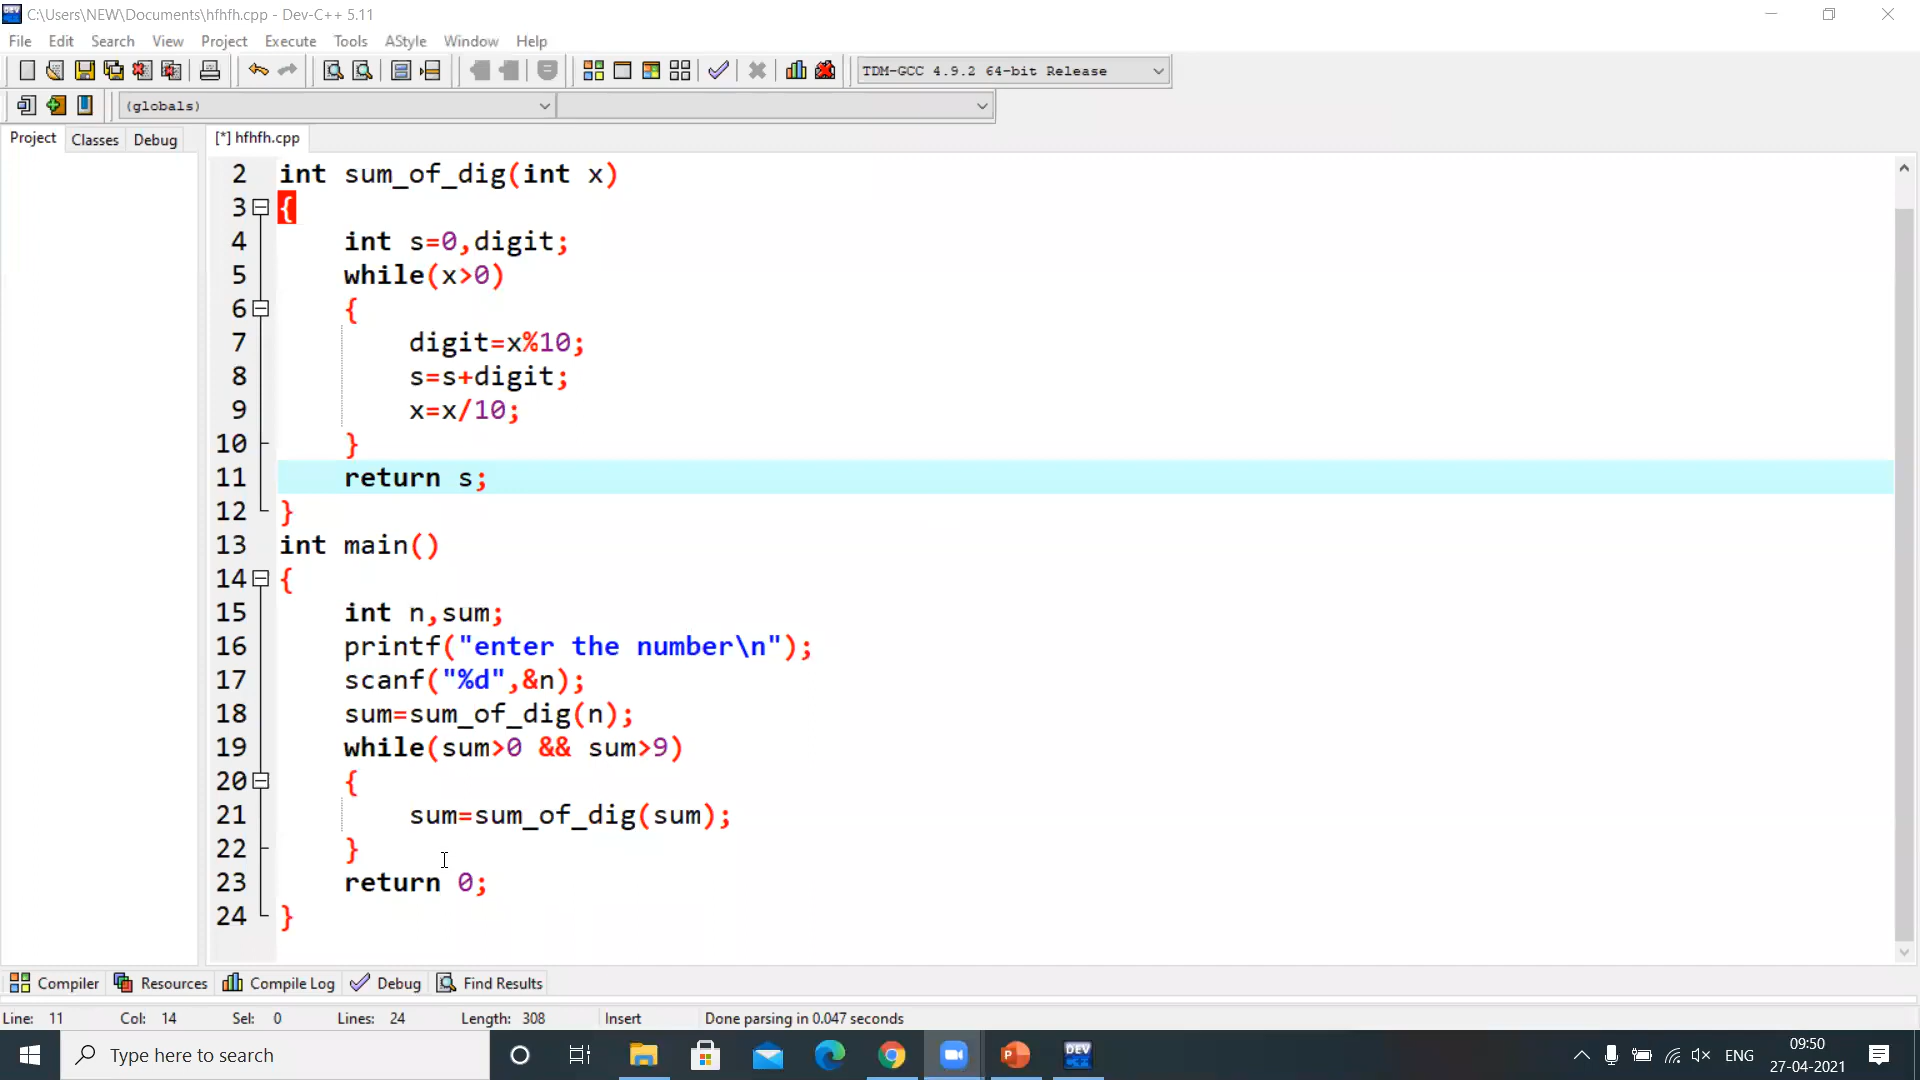 C:\Users\NEW\Documents\hfhfh.cpp - Dev-C++ 5.11
File Edit Search View Project Execute Tools AStyle Window Help
TDM-GCC 4.9.2 64-bit Release
(globals)
Project Classes Debug [*] hfhfh.cpp
2 int sum_of_dig(int x)
3 {
4 int s=0,digit;
5 while(x>0)
6 {
7 digit=x%10;
8 s=s+digit;
9 x=x/10;
10 }
11 return s;
12 }
13 int main()
14 {
15 int n,sum;
16 printf("enter the number\n");
17 scanf("%d",&n);
18 sum=sum_of_dig(n);
19 while(sum>0 && sum>9)
20 {
21 sum=sum_of_dig(sum);
22 }
23 return 0;
24 }
Compiler Resources Compile Log Debug Find Results
Line: 11 Col: 14 Sel: 0 Lines: 24 Length: 308 Insert Done parsing in 0.047 seconds
Type here to search
DEV
ENG
09:50
27-04-2021